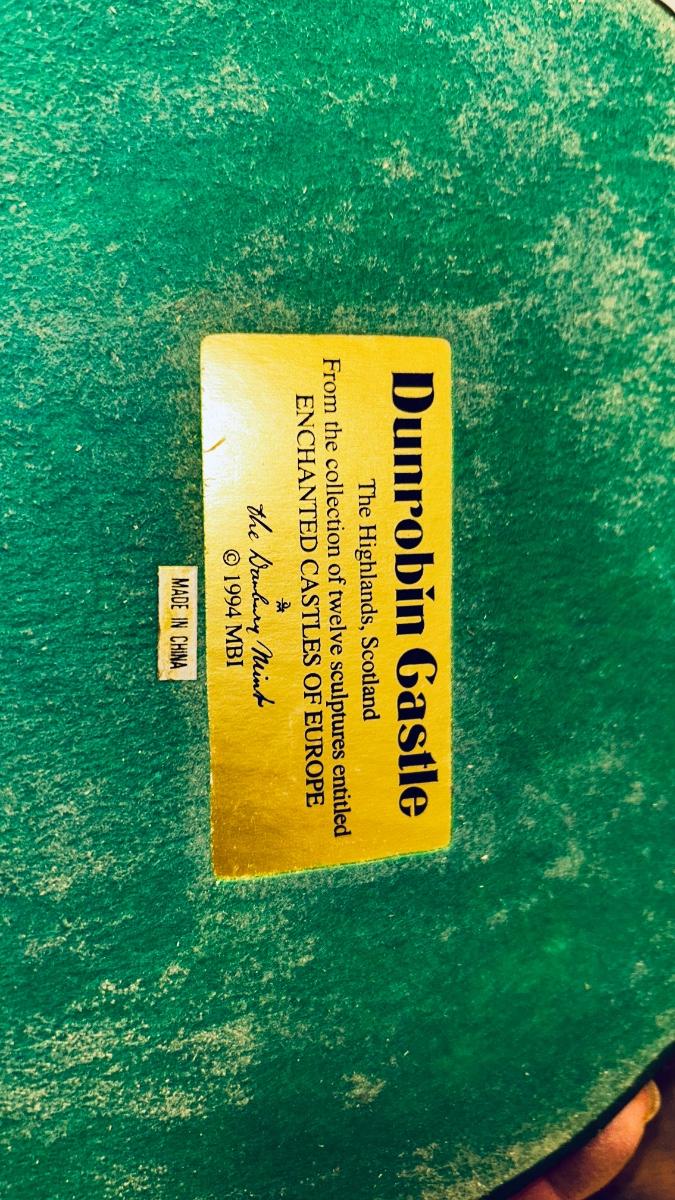 Dunrobin Castle
The Highlands, Scotland
From the collection of twelve sculptures entitled
ENCHANTED CASTLES OF EUROPE
The Danbury Mint
© 1994 MBI
MADE IN CHINA